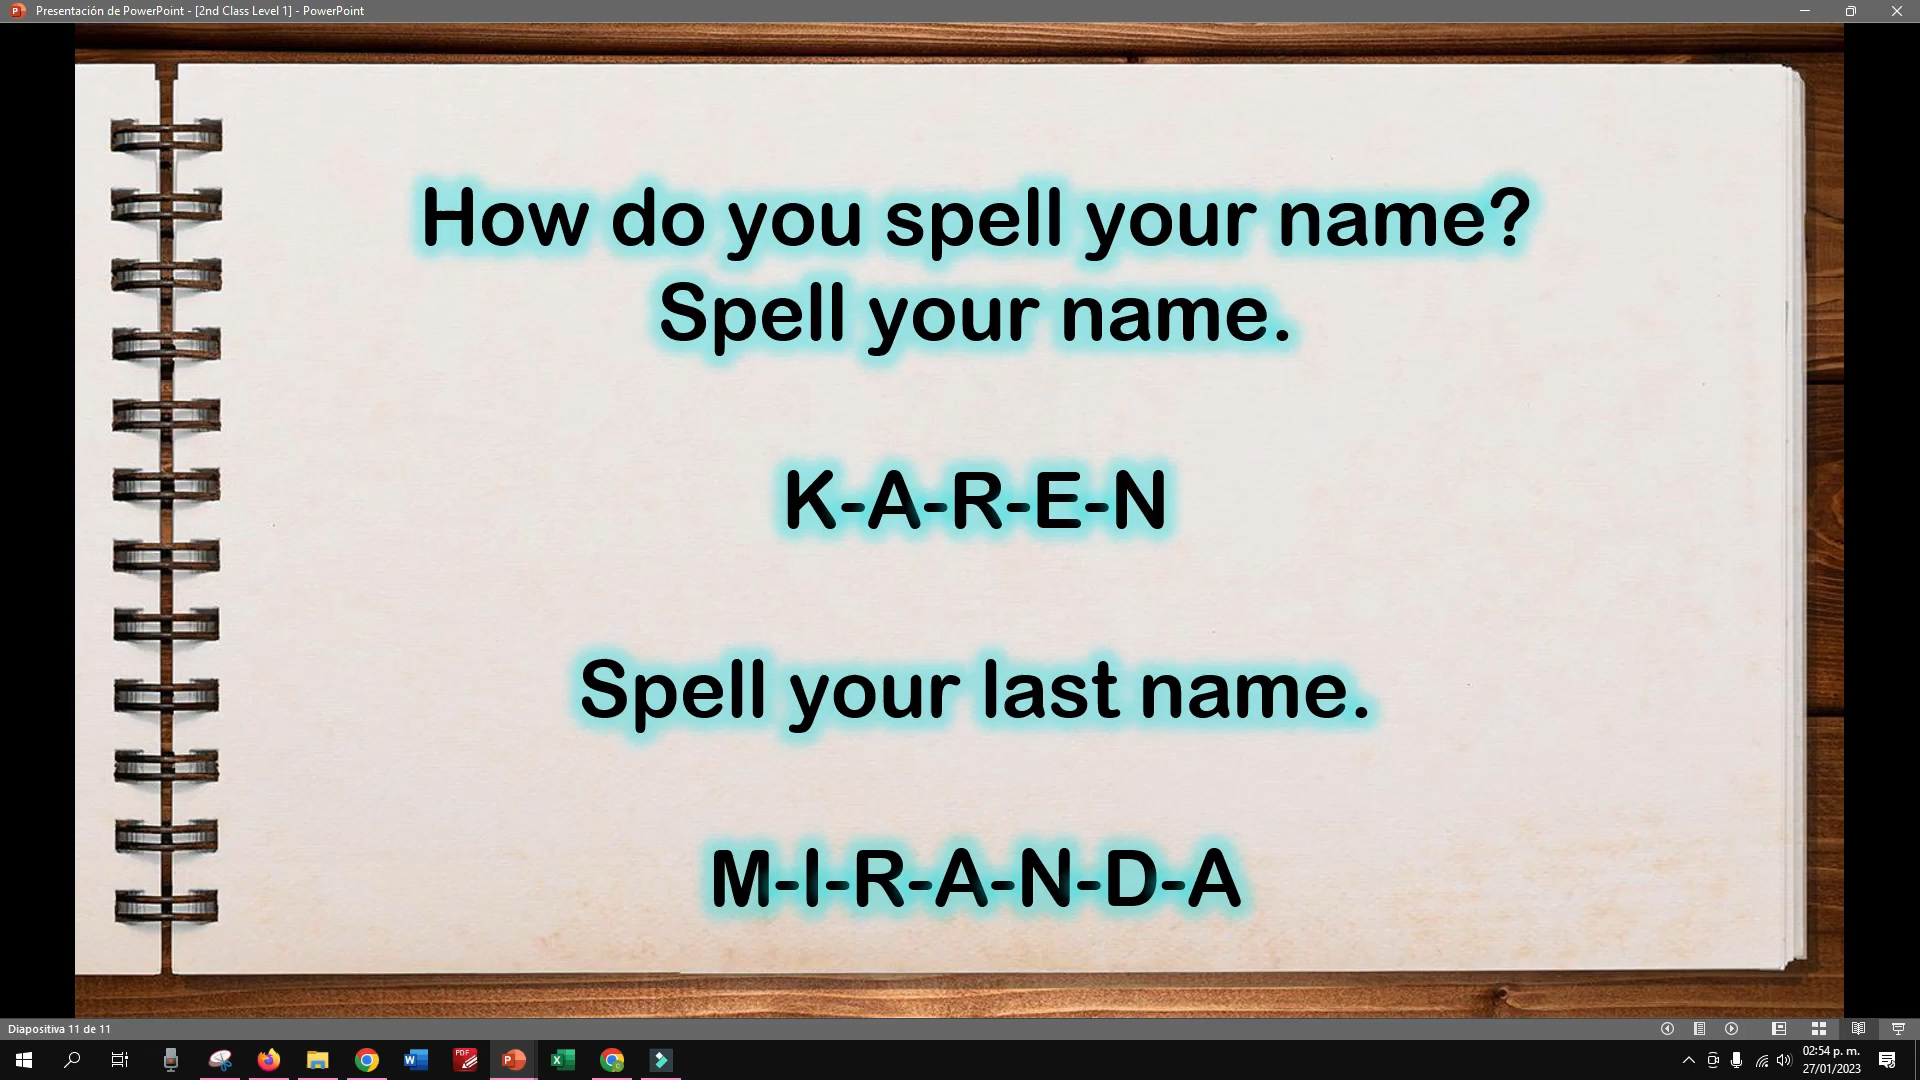 Presentación de PowerPoint - [2nd Class Level 1] - PowerPoint
How do you spell your name?
Spell your name.
K-A-R-E-N
Spell your last name.
M-I-R-A-N-D-A
Diapositiva 11 de 11
PDF
02:54 p. m.
27/01/2023